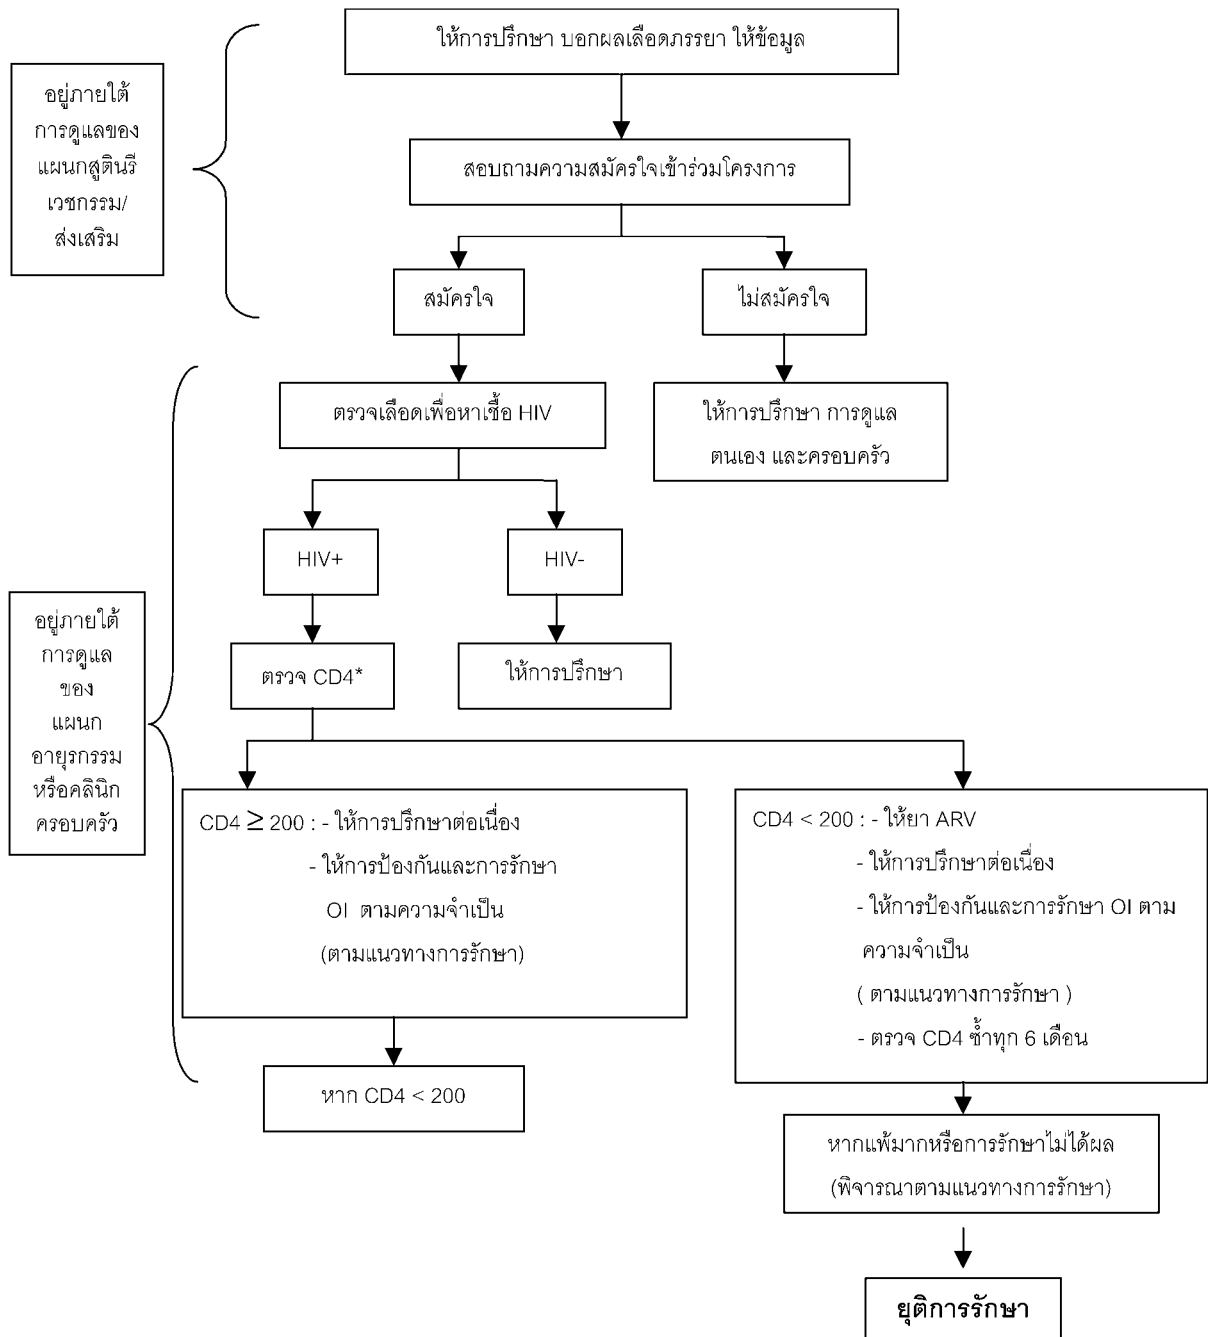 ให้การปรึกษา บอกผลเลือดภรรยา ให้ข้อมูล
อยู่ภายใต้
การดูแลของ
แผนกสูตินรี
เวชกรรม/
ส่งเสริม
สอบถามความสมัครใจเข้าร่วมโครงการ
สมัครใจ
ไม่สมัครใจ
ตรวจเลือดเพื่อหาเชื้อ HIV
ให้การปรึกษา การดูแล
ตนเอง และครอบครัว
HIV+
HIV-
อยู่ภายใต้
การดูแล
ของ
แผนก
อายุรกรรม
หรือคลินิก
ครอบครัว
ตรวจ CD4*
ให้การปรึกษา
CD4 ≥ 200 : - ให้การปรึกษาต่อเนื่อง
- ให้การป้องกันและการรักษา
OI ตามความจำเป็น
(ตามแนวทางการรักษา)
CD4 < 200 : - ให้ยา ARV
- ให้การปรึกษาต่อเนื่อง
- ให้การป้องกันและการรักษา OI ตาม
ความจำเป็น
( ตามแนวทางการรักษา )
- ตรวจ CD4 ซ้ำทุก 6 เดือน
หาก CD4 < 200
หากแพ้มากหรือการรักษาไม่ได้ผล
(พิจารณาตามแนวทางการรักษา)
ยุติการรักษา